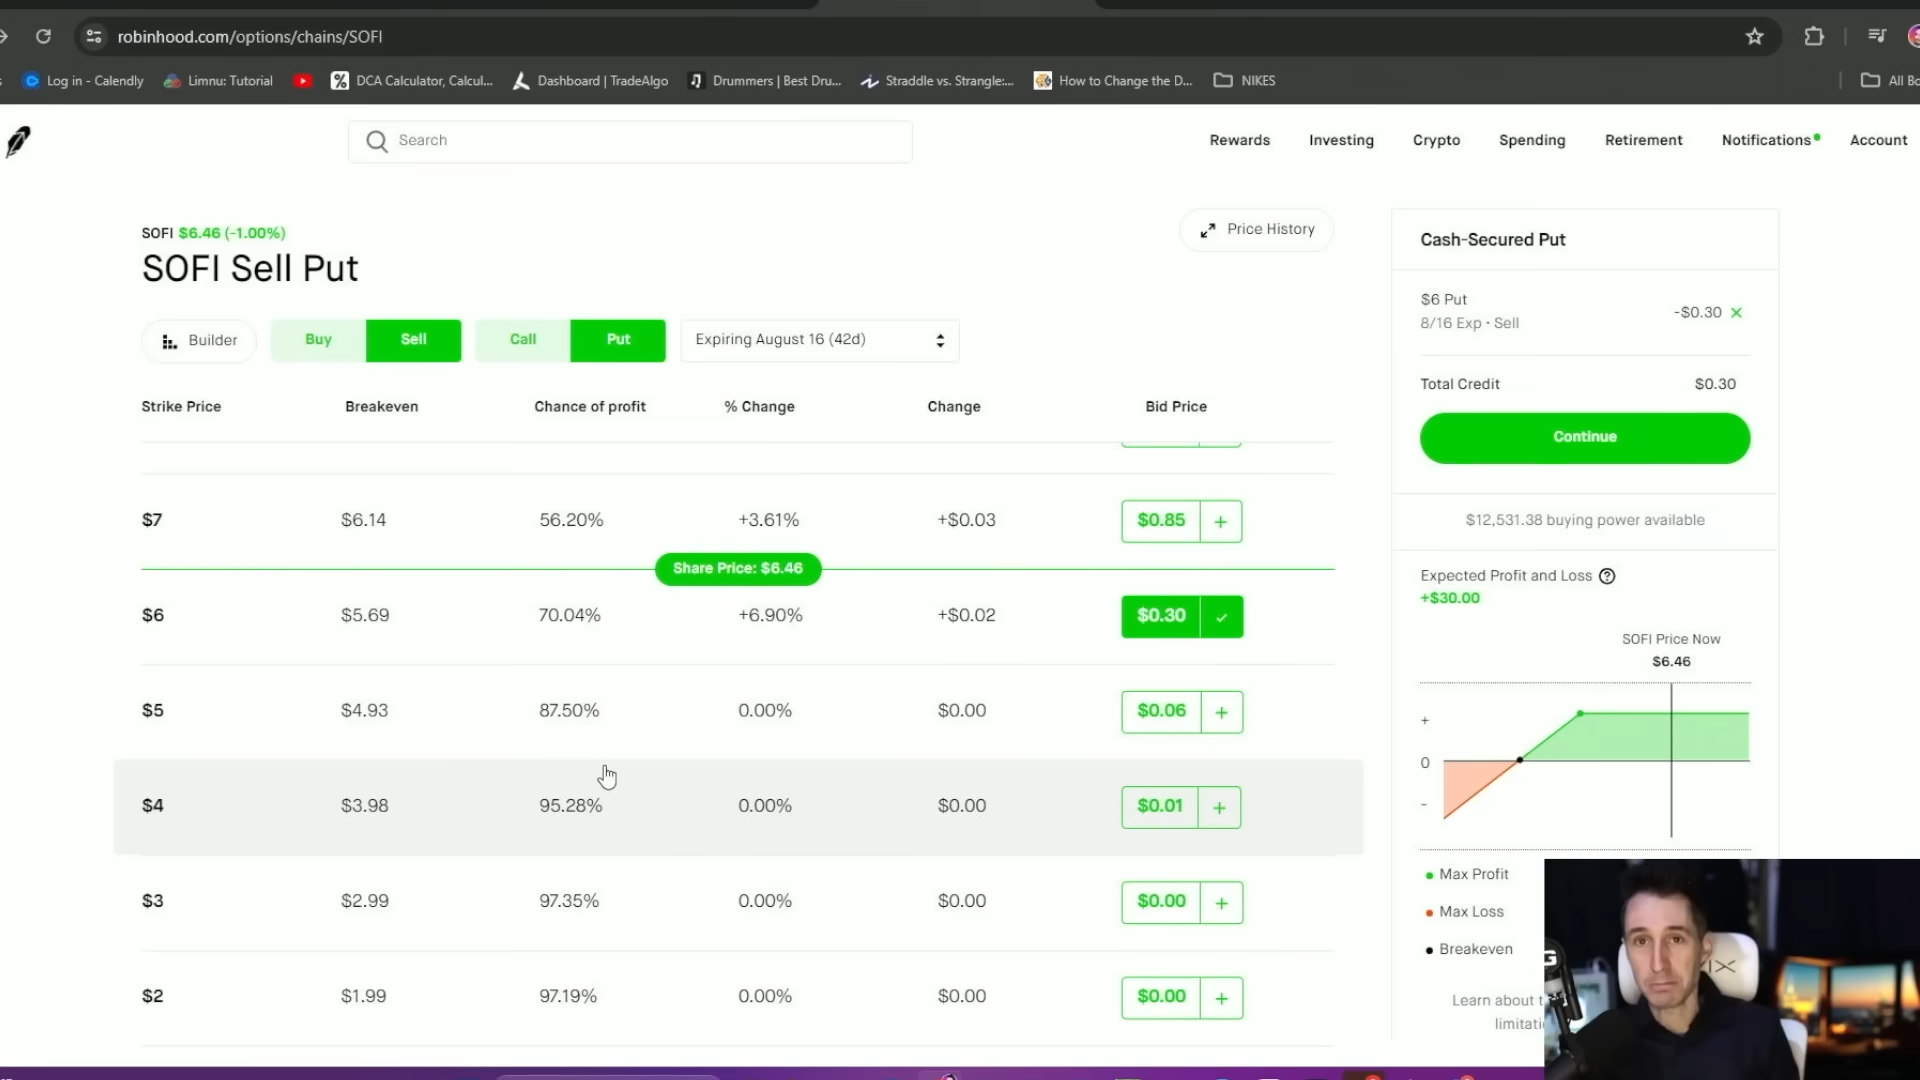 robinhood.com/options/chains/SOFI
Log in - Calendly
Limnu: Tutorial
DCA Calculator, Calcul...
Dashboard | TradeAlgo
Drummers | Best Dru...
Straddle vs. Strangle:...
How to Change the D...
NIKES
All Bo
Search
Rewards
Investing
Crypto
Spending
Retirement
Notifications
Account
SOFI $6.46 (-1.00%)
SOFI Sell Put
Price History
Builder
Buy
Sell
Call
Put
Expiring August 16 (42d)
Strike Price
Breakeven
Chance of profit
% Change
Change
Bid Price
$7 $6.14 56.20% +3.61% +$0.03 $0.85 +
Share Price: $6.46
$6 $5.69 70.04% +6.90% +$0.02 $0.30
$5 $4.93 87.50% 0.00% $0.00 $0.06 +
$4 $3.98 95.28% 0.00% $0.00 $0.01 +
$3 $2.99 97.35% 0.00% $0.00 $0.00 +
$2 $1.99 97.19% 0.00% $0.00 $0.00 +
Cash-Secured Put
$6 Put
8/16 Exp · Sell
-$0.30
Total Credit $0.30
Continue
$12,531.38 buying power available
Expected Profit and Loss
+$30.00
SOFI Price Now
$6.46
+
0
-
Max Profit
Max Loss
Breakeven
Learn about t
limitati